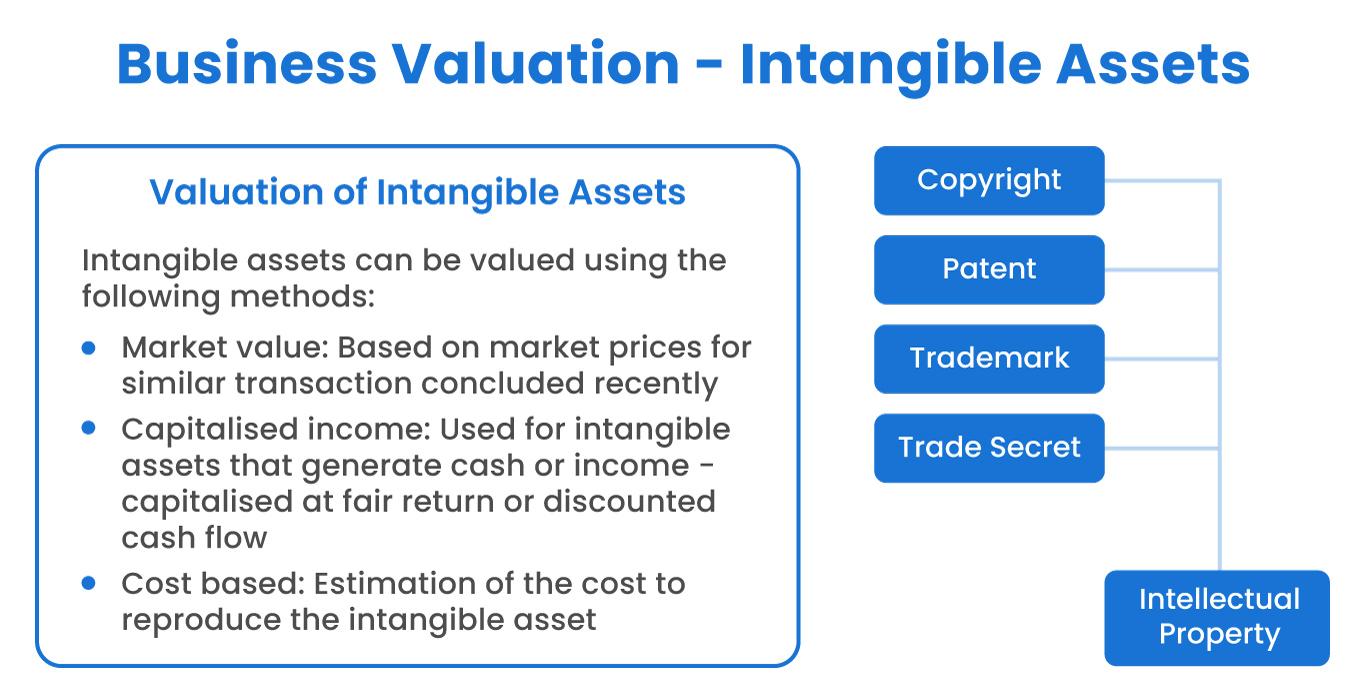 Business Valuation - Intangible Assets
Valuation of Intangible Assets
Intangible assets can be valued using the
following methods:
• Market value: Based on market prices for
similar transaction concluded recently
• Capitalised income: Used for intangible
assets that generate cash or income -
capitalised at fair return or discounted
cash flow
• Cost based: Estimation of the cost to
reproduce the intangible asset
Copyright
Patent
Trademark
Trade Secret
Intellectual
Property